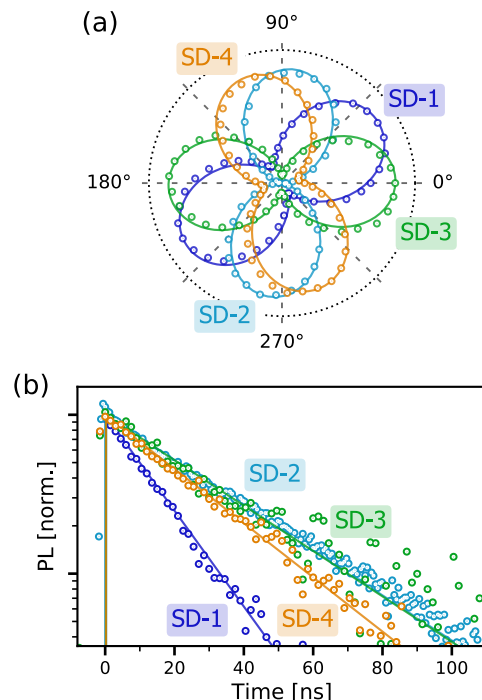 (a)
90°
SD-4
SD-1
180°
0°
SD-3
SD-2
270°
(b)
PL [norm.]
SD-2
SD-3
SD-1
SD-4
0
20
40
60
80
100
Time [ns]